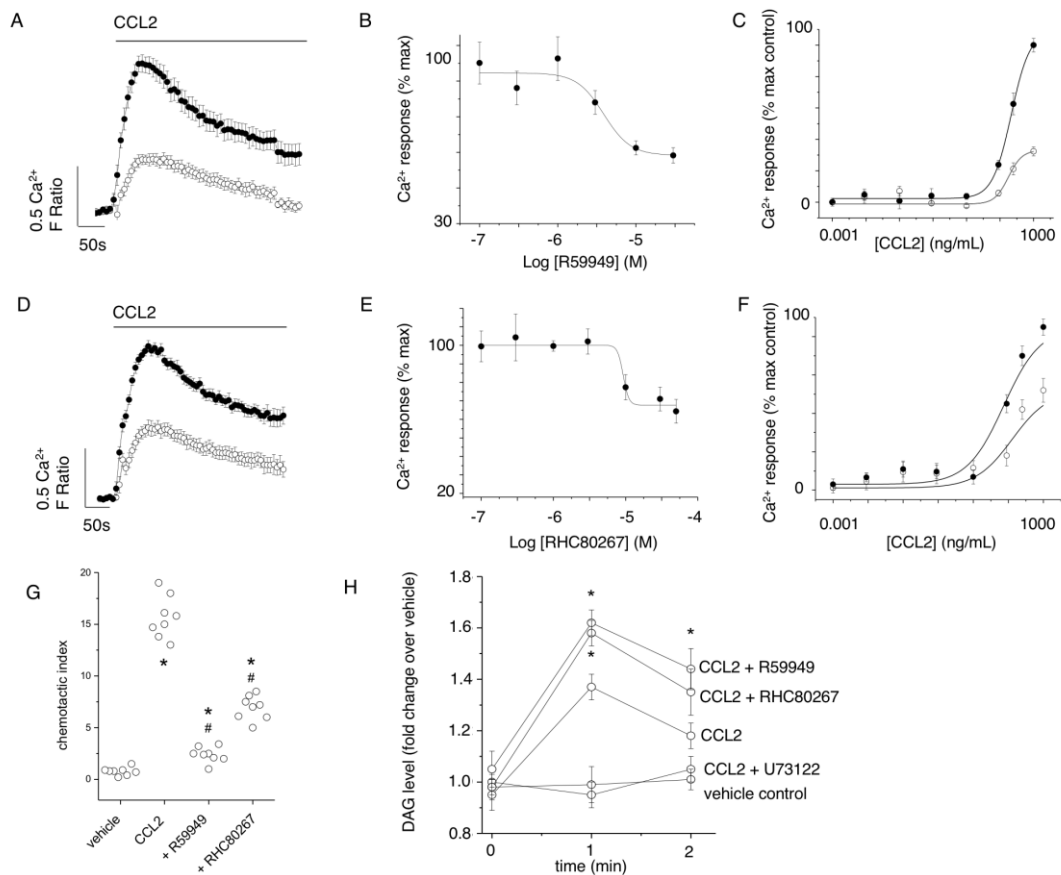 A
CCL2
0.5 Ca²⁺
F Ratio
50s
B
Ca²⁺ response (% max)
100
30
-7
-6
-5
Log [R59949] (M)
C
Ca²⁺ response (% max control)
100
0
0.001
1000
[CCL2] (ng/mL)
D
CCL2
0.5 Ca²⁺
F Ratio
50s
E
Ca²⁺ response (% max)
100
20
-7
-6
-5
-4
Log [RHC80267] (M)
F
Ca²⁺ response (% max control)
100
0
0.001
1000
[CCL2] (ng/mL)
G
chemotactic index
20
15
10
5
0
*
*
#
*
#
vehicle
CCL2
+ R59949
+ RHC80267
H
DAG level (fold change over vehicle)
1.8
1.6
1.4
1.2
1.0
0.8
*
*
*
CCL2 + R59949
CCL2 + RHC80267
CCL2
CCL2 + U73122
vehicle control
0
1
2
time (min)